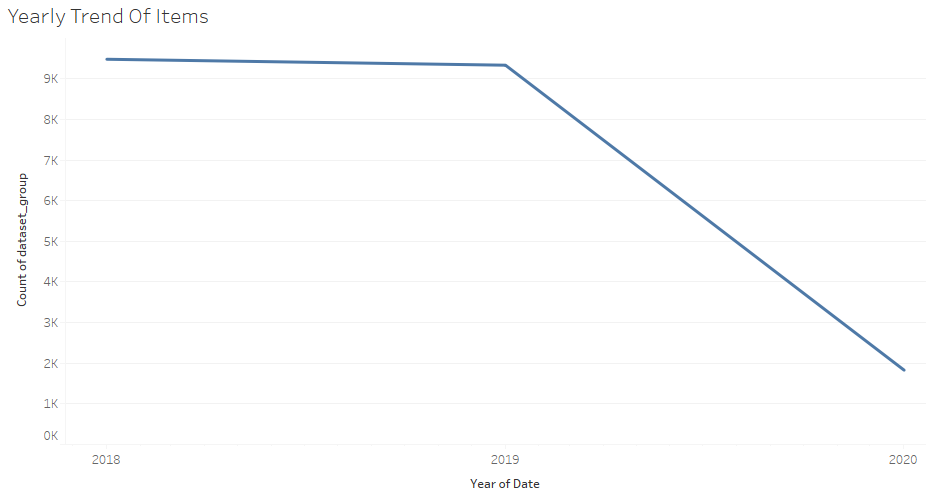 Yearly Trend Of Items
Count of dataset_group
9K
8K
7K
6K
5K
4K
3K
2K
1K
0K
2018
2019
2020
Year of Date